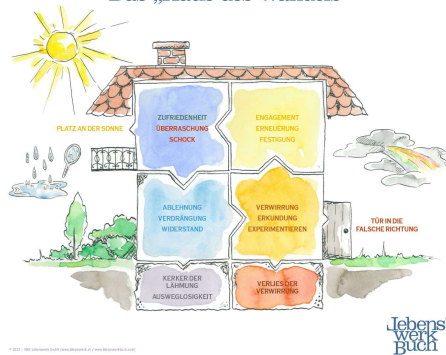 PLATZ AN DER SONNE
ZUFRIEDENHEIT
ÜBERRASCHUNG
SCHOCK
ENGAGEMENT
ERNEUERUNG
FESTIGUNG
ABLEHNUNG
VERDRÄNGUNG
WIDERSTAND
VERWIRRUNG
ERKUNDUNG
EXPERIMENTIEREN
TÜR IN DIE
FALSCHE RICHTUNG
KERKER DER
LÄHMUNG
AUSWEGLOSIGKEIT
VERLIES DER
VERWIRRUNG
lebens
werk
Buch